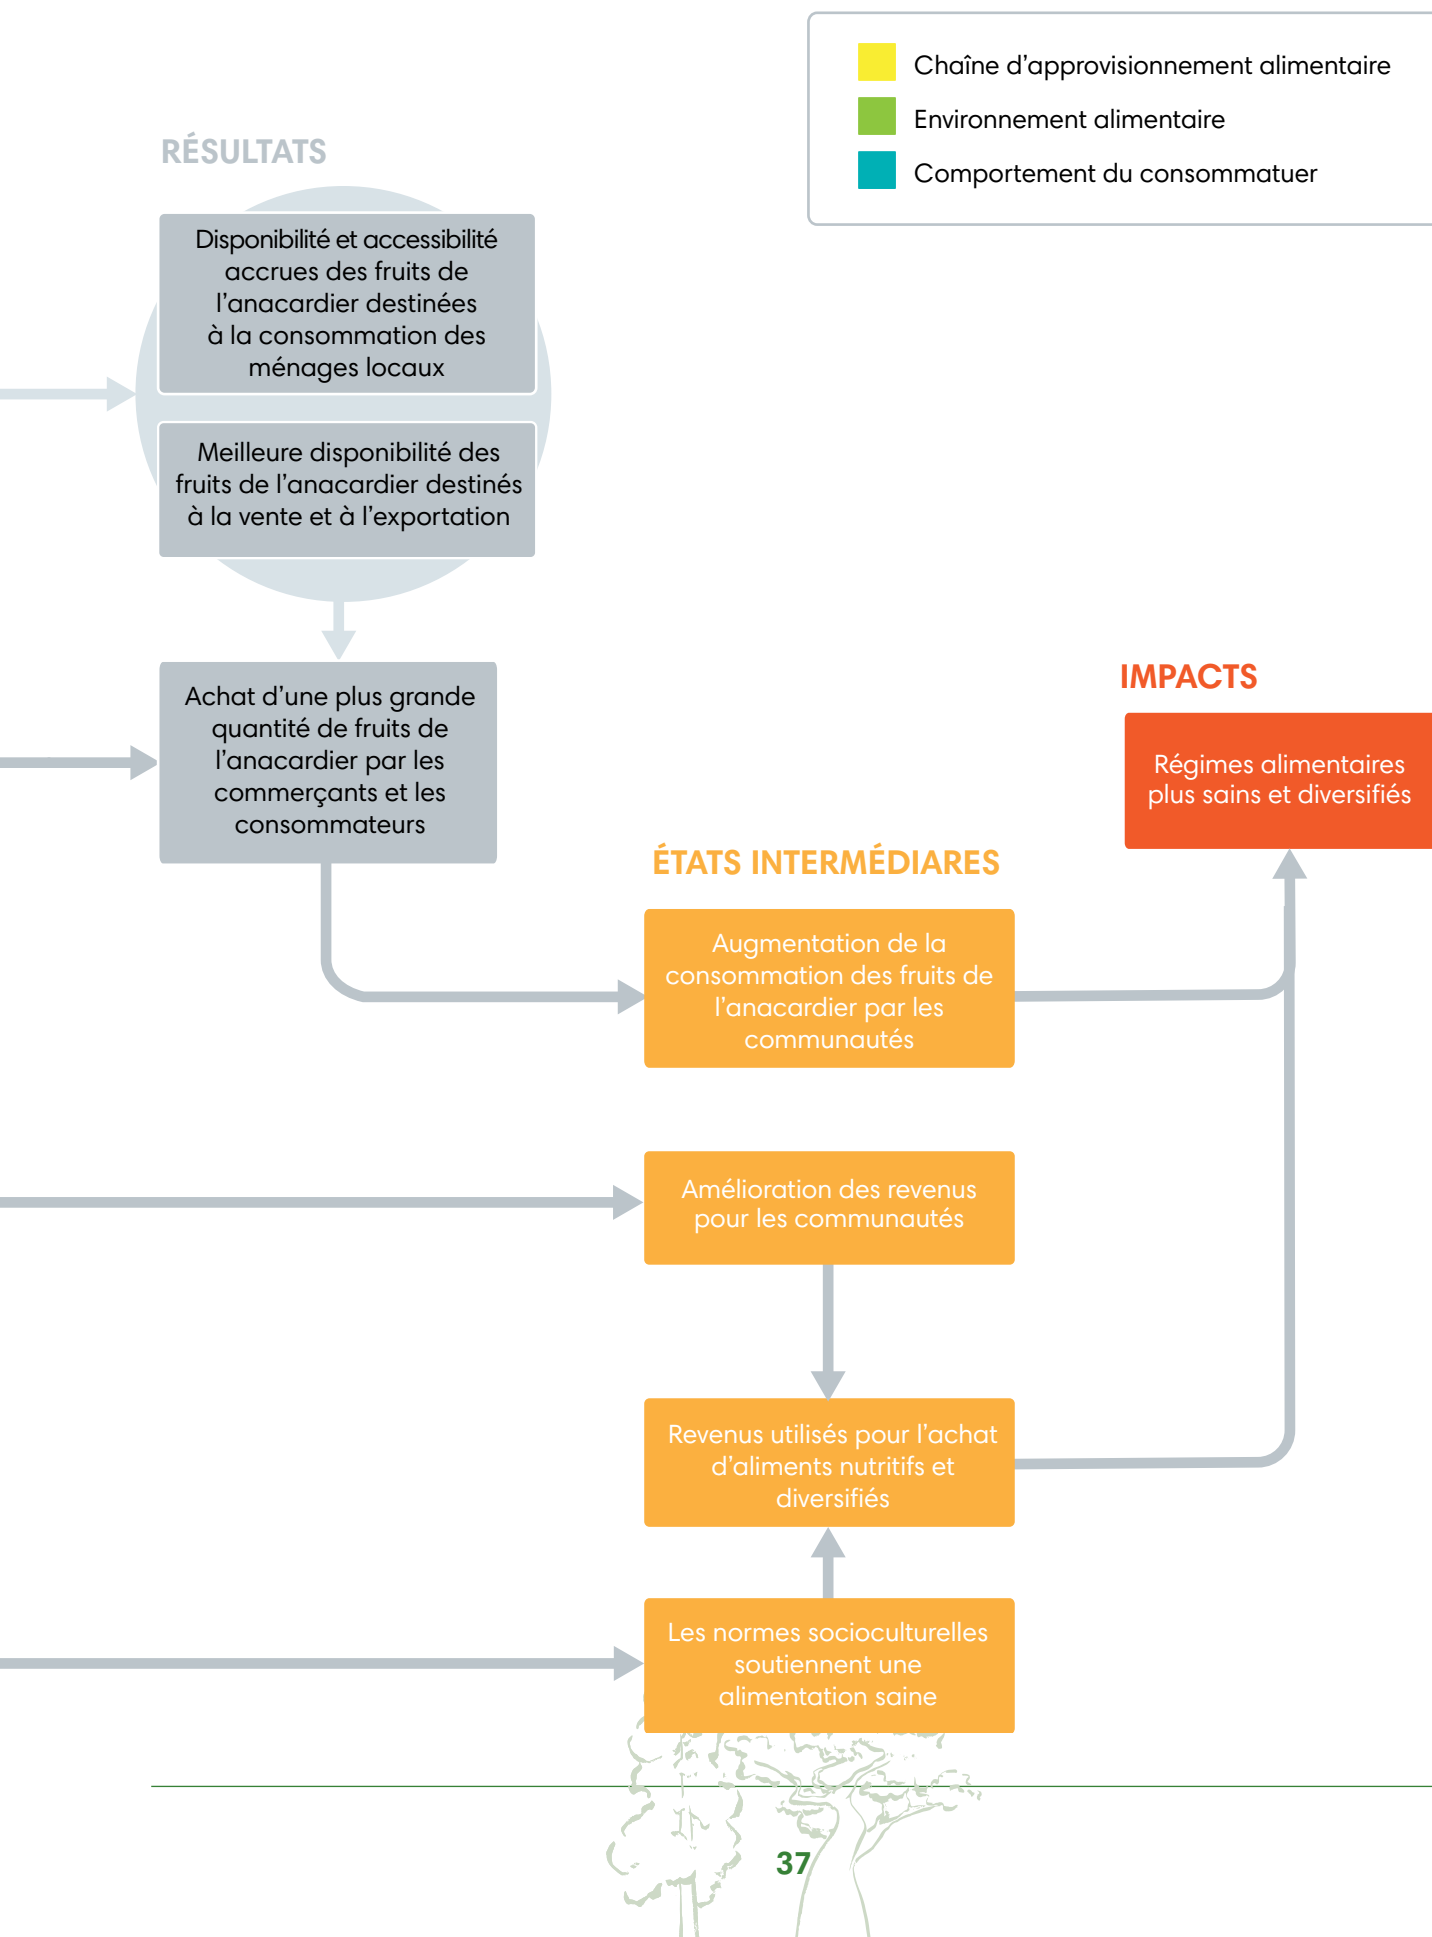 Chaîne d'approvisionnement alimentaire
Environnement alimentaire
Comportement du consommatuer
RÉSULTATS
Disponibilité et accessibilité
accrues des fruits de
l'anacardier destinées
à la consommation des
ménages locaux
Meilleure disponibilité des
fruits de l'anacardier destinés
à la vente et à l'exportation
Achat d'une plus grande
quantité de fruits de
l'anacardier par les
commerçants et les
consommateurs
IMPACTS
Régimes alimentaires
plus sains et diversifiés
ÉTATS INTERMÉDIARES
Augmentation de la
consommation des fruits de
l'anacardier par les
communautés
Amélioration des revenus
pour les communautés
Revenus utilisés pour l'achat
d'aliments nutritifs et
diversifiés
Les normes socioculturelles
soutiennent une
alimentation saine
37